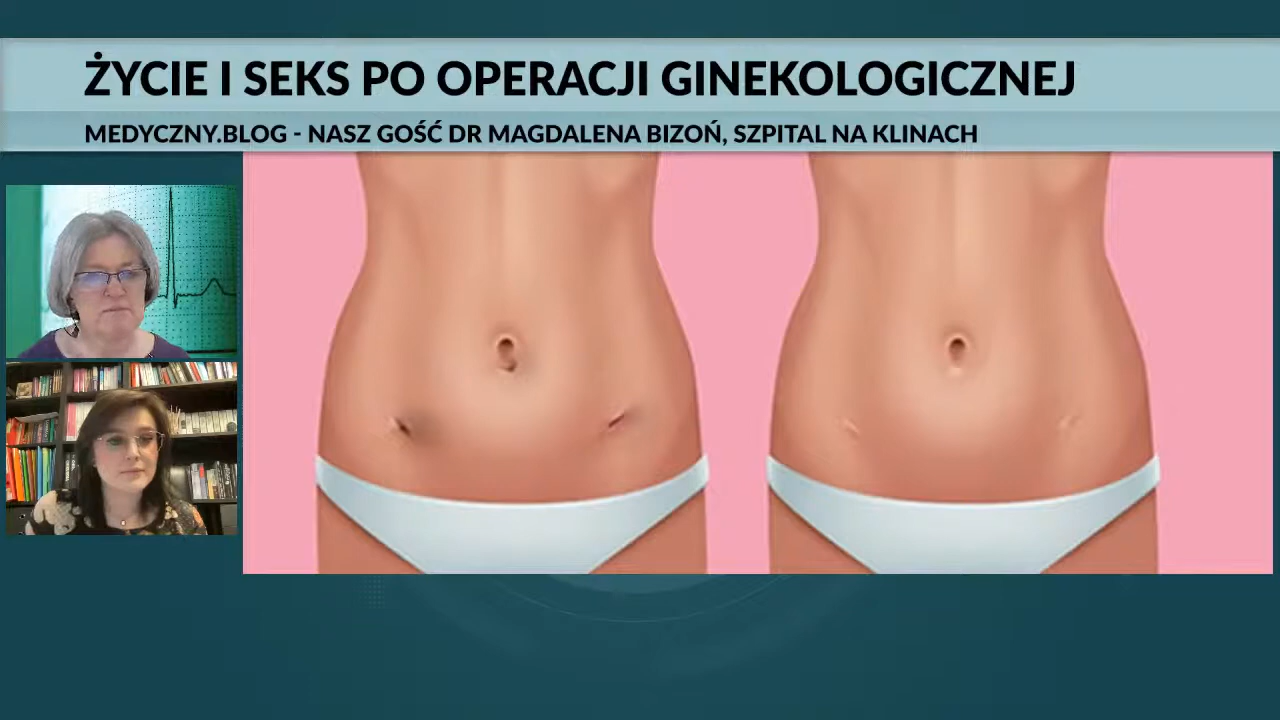 ŻYCIE I SEKS PO OPERACJI GINEKOLOGICZNEJ
MEDYCZNY.BLOG - NASZ GOŚĆ DR MAGDALENA BIZOŃ, SZPITAL NA KLINACH